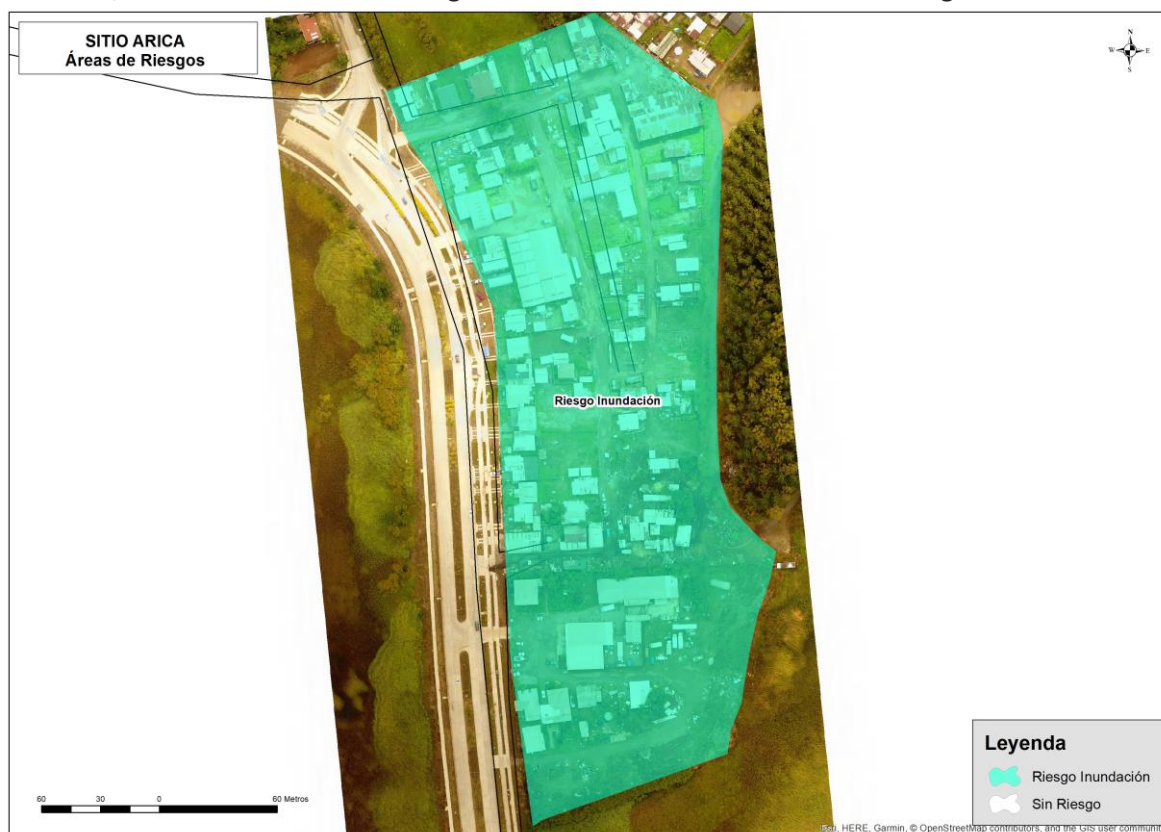 SITIO ARICA
Áreas de Riesgos
N
W E
S
Riesgo Inundación
Leyenda
Riesgo Inundación
Sin Riesgo
60 30 0 60 Metros
Esri, HERE, Garmin, © OpenStreetMap contributors, and the GIS user communit